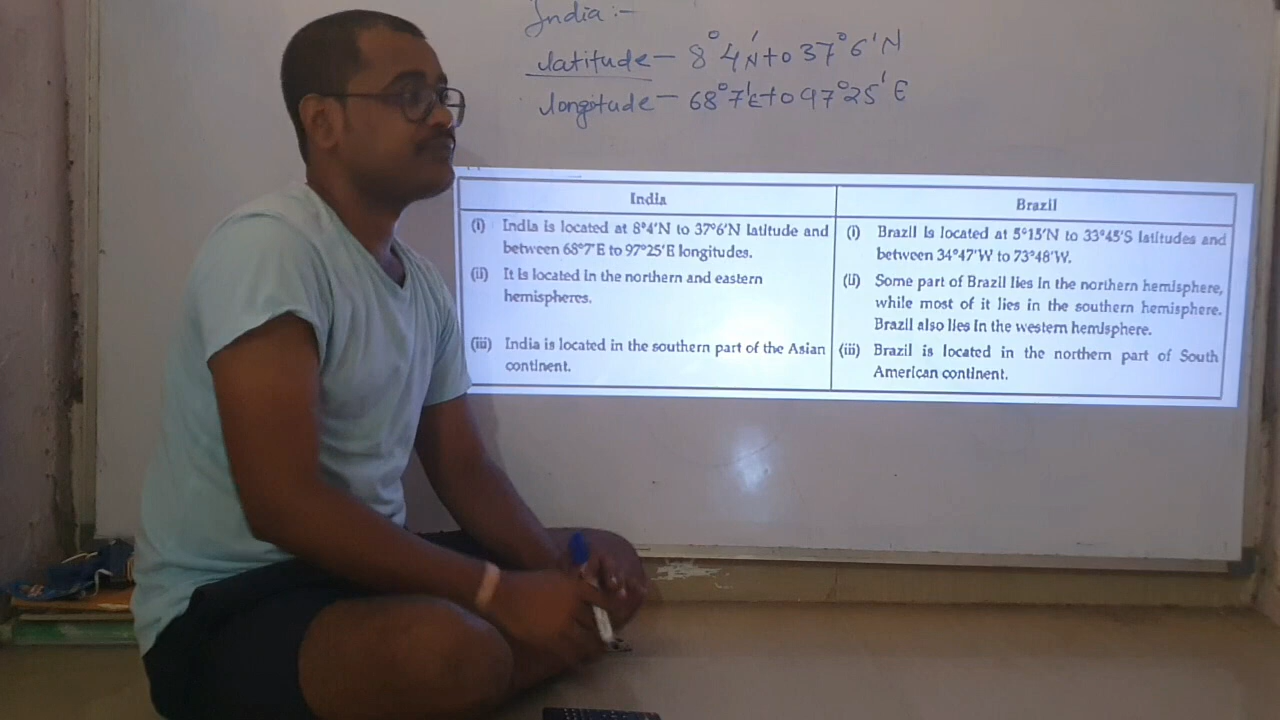 India :-
latitude - 8°4'N to 37°6'N
longitude - 68°7'E to 97°25'E
India
Brazil
(i) India is located at 8°4'N to 37°6'N latitude and
between 68°7'E to 97°25'E longitudes.
(ii) It is located in the northern and eastern
hemispheres.
(iii) India is located in the southern part of the Asian
continent.
(i) Brazil is located at 5°15'N to 33°45'S latitudes and
between 34°47'W to 73°48'W.
(ii) Some part of Brazil lies in the northern hemisphere,
while most of it lies in the southern hemisphere.
Brazil also lies in the western hemisphere.
(iii) Brazil is located in the northern part of South
American continent.